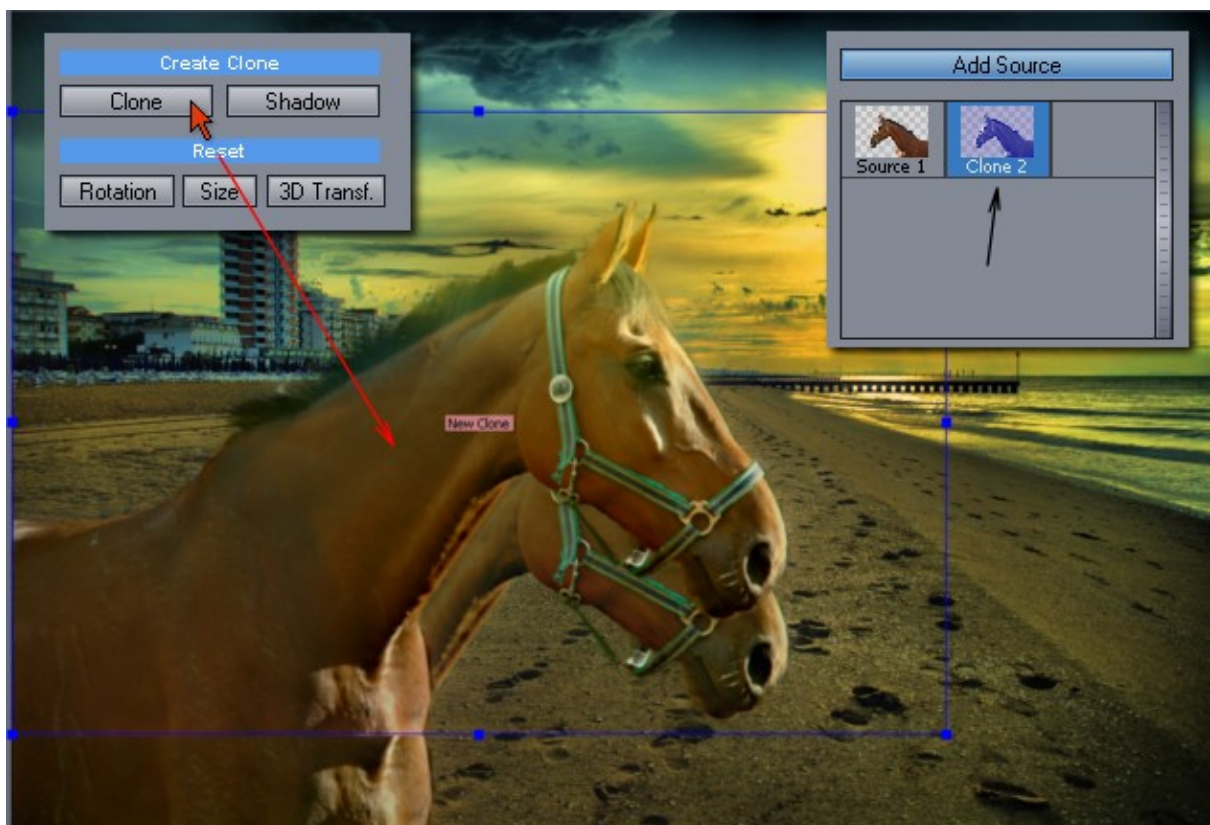 Create Clone
Clone Shadow
Reset
Rotation Size 3D Transf.
Add Source
Source 1 Clone 2
New Clone